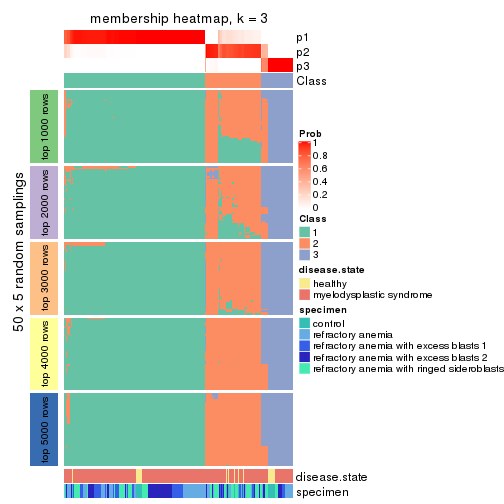 membership heatmap, k = 3
p1
p2
p3
Class
50 x 5 random samplings
top 1000 rows
top 2000 rows
top 3000 rows
top 4000 rows
top 5000 rows
Prob
1
0.8
0.6
0.4
0.2
0
Class
1
2
3
disease.state
healthy
myelodysplastic syndrome
specimen
control
refractory anemia
refractory anemia with excess blasts 1
refractory anemia with excess blasts 2
refractory anemia with ringed sideroblasts
disease.state
specimen